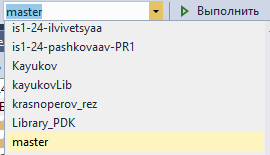 master Выполнить
is1-24-ilvivetsyaa
is1-24-pashkovaav-PR1
Kayukov
kayukovLib
krasnoperov_rez
Library_PDK
master